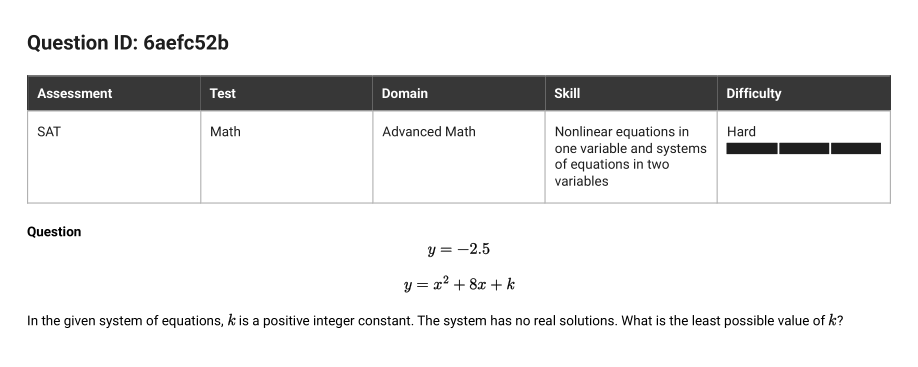 Question ID: 6aefc52b
Assessment Test Domain Skill Difficulty
SAT Math Advanced Math Nonlinear equations in one variable and systems of equations in two variables Hard
Question
y = −2.5
y = x² + 8x + k
In the given system of equations, k is a positive integer constant. The system has no real solutions. What is the least possible value of k?